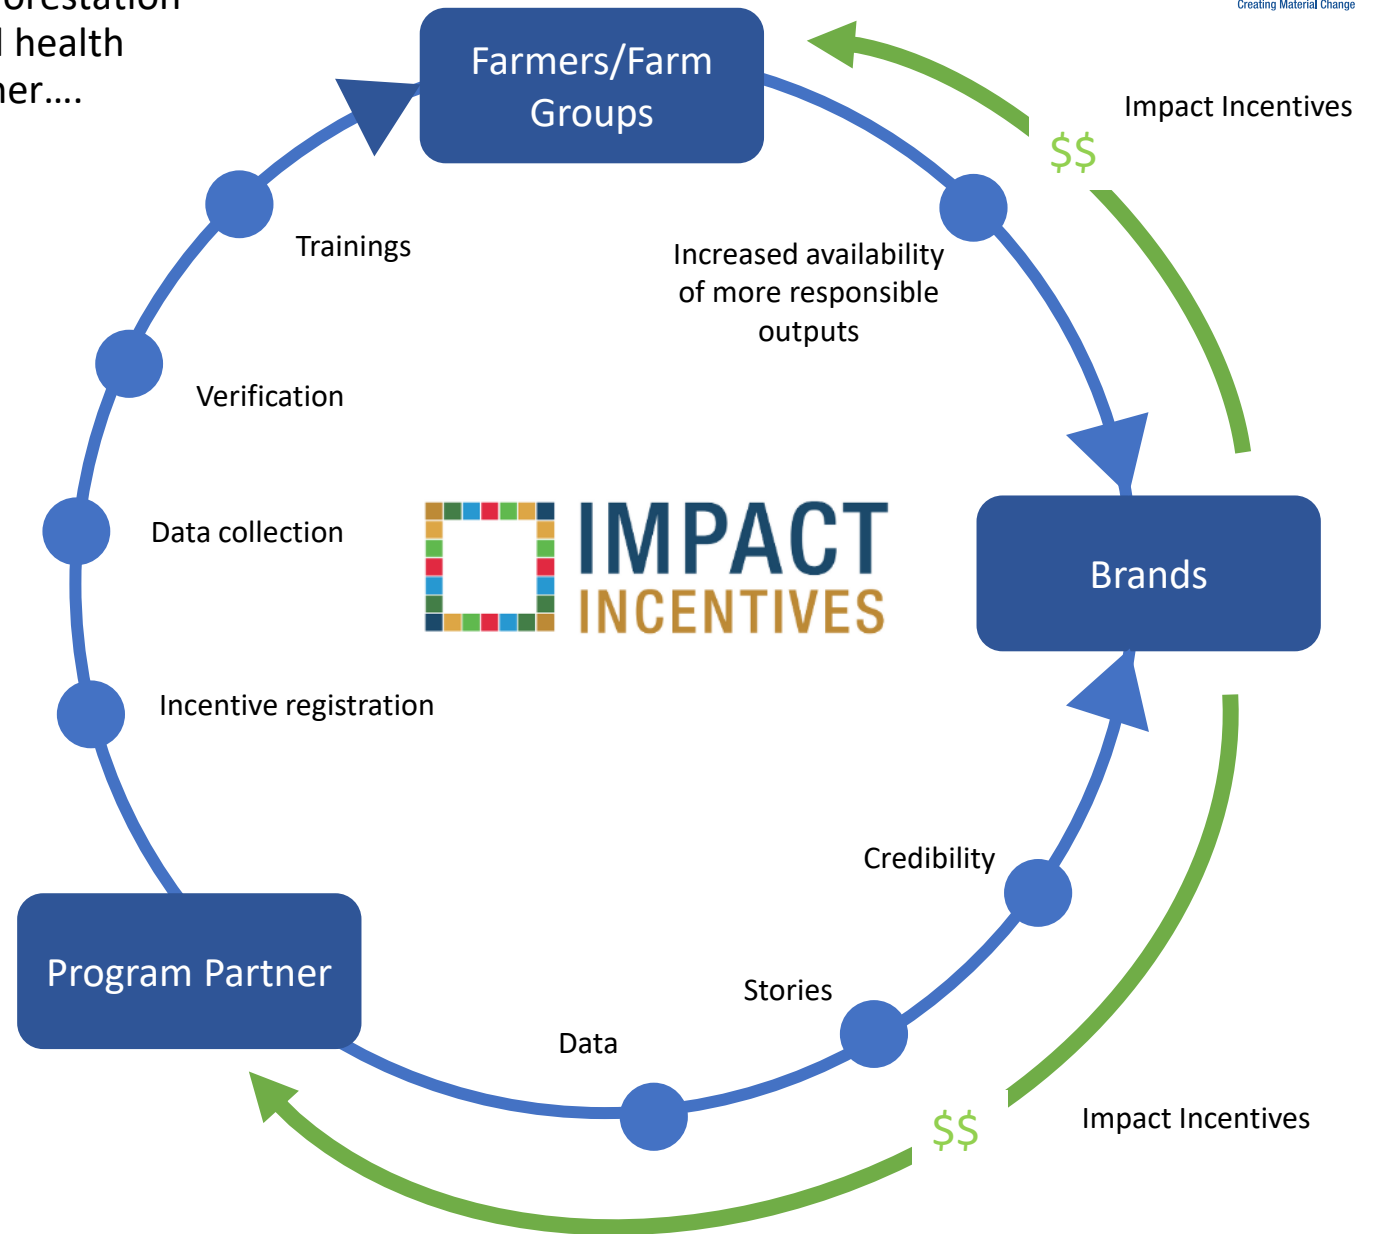 health
Creating Material Change
Farmers/Farm
Groups
Impact Incentives
$$
Trainings
Increased availability
of more responsible
outputs
Verification
IMPACT
INCENTIVES
Data collection
Brands
Incentive registration
Credibility
Program Partner
Stories
Data
$$
Impact Incentives